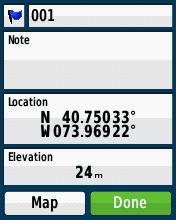 001
Note
Location
N 40.75033°
W 073.96922°
Elevation
24 m
Map
Done